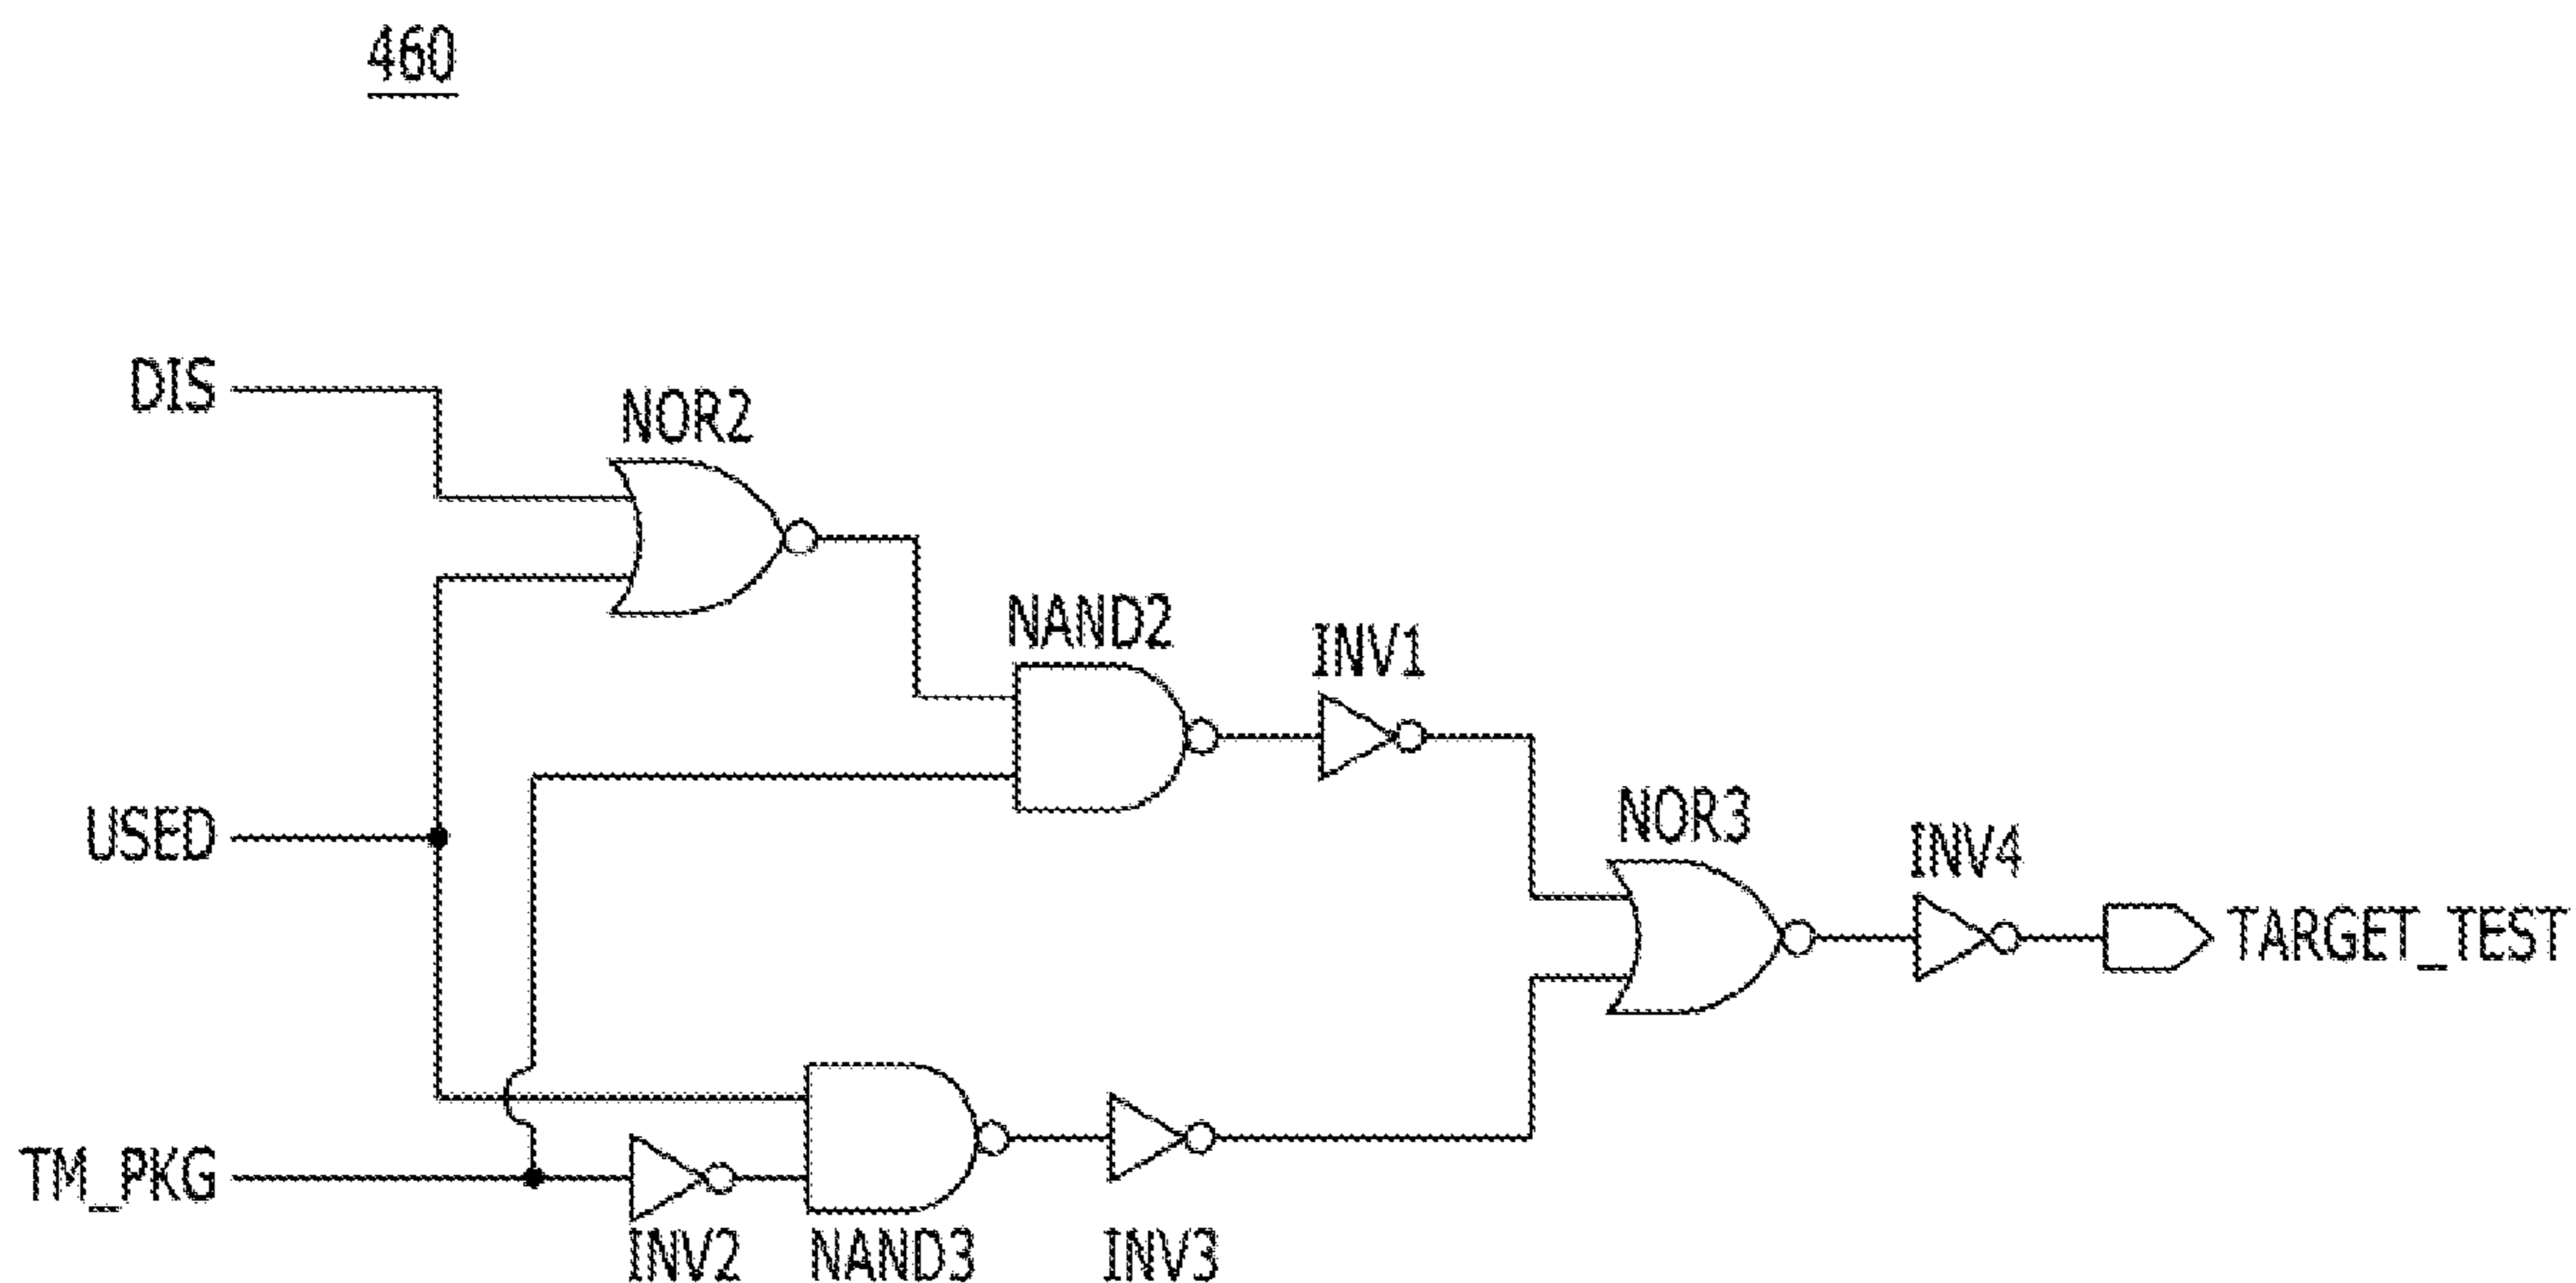 460
DIS
NOR2
NAND2
INV1
USED
NOR3
INV4
TARGET_TEST
TM_PKG
INV2
NAND3
INV3